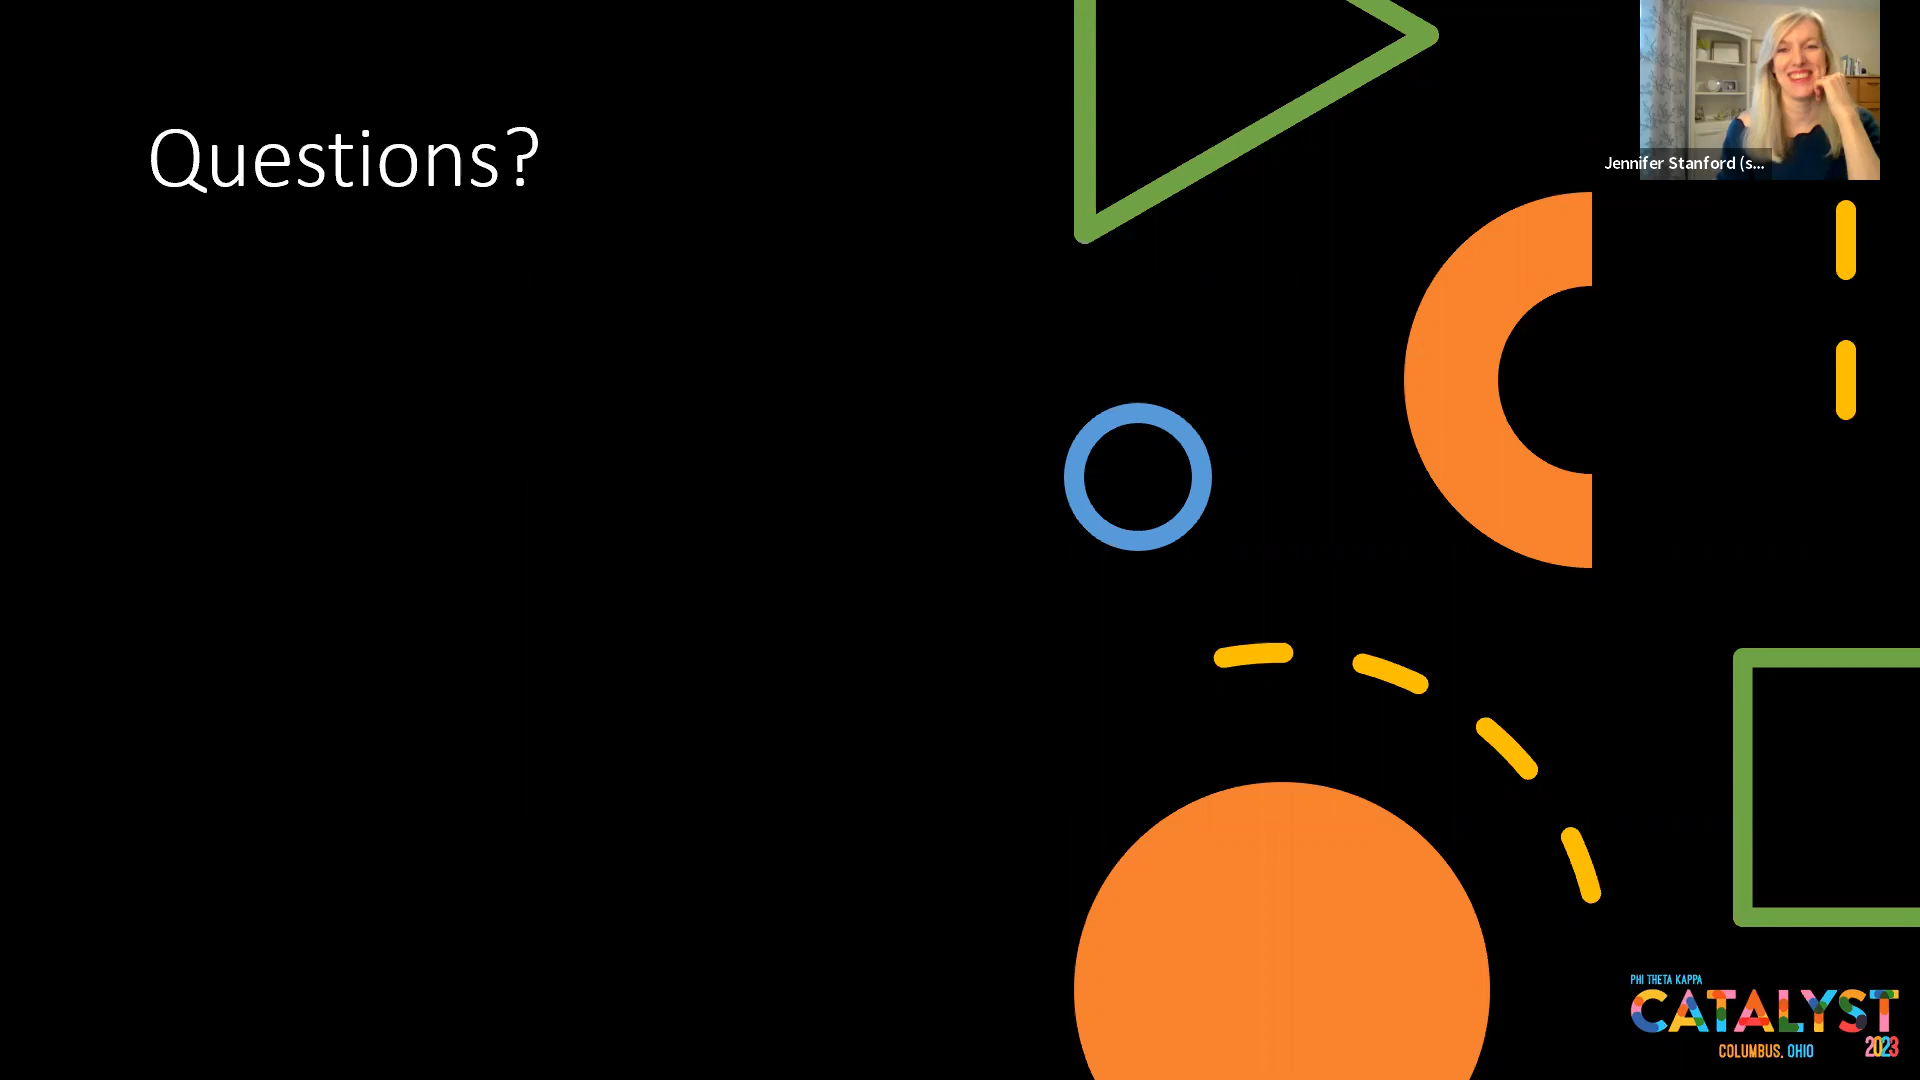 Questions?
Jennifer Stanford (s...
PHI THETA KAPPA
CATALYST
COLUMBUS, OHIO
2023